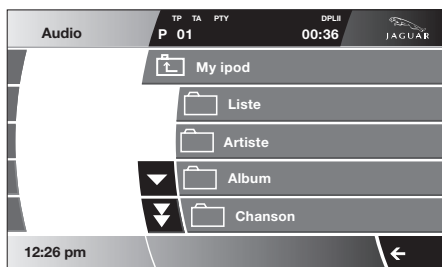 Audio
TP TA PTY DPLII
P 01 00:36
JAGUAR
My ipod
Liste
Artiste
Album
Chanson
12:26 pm